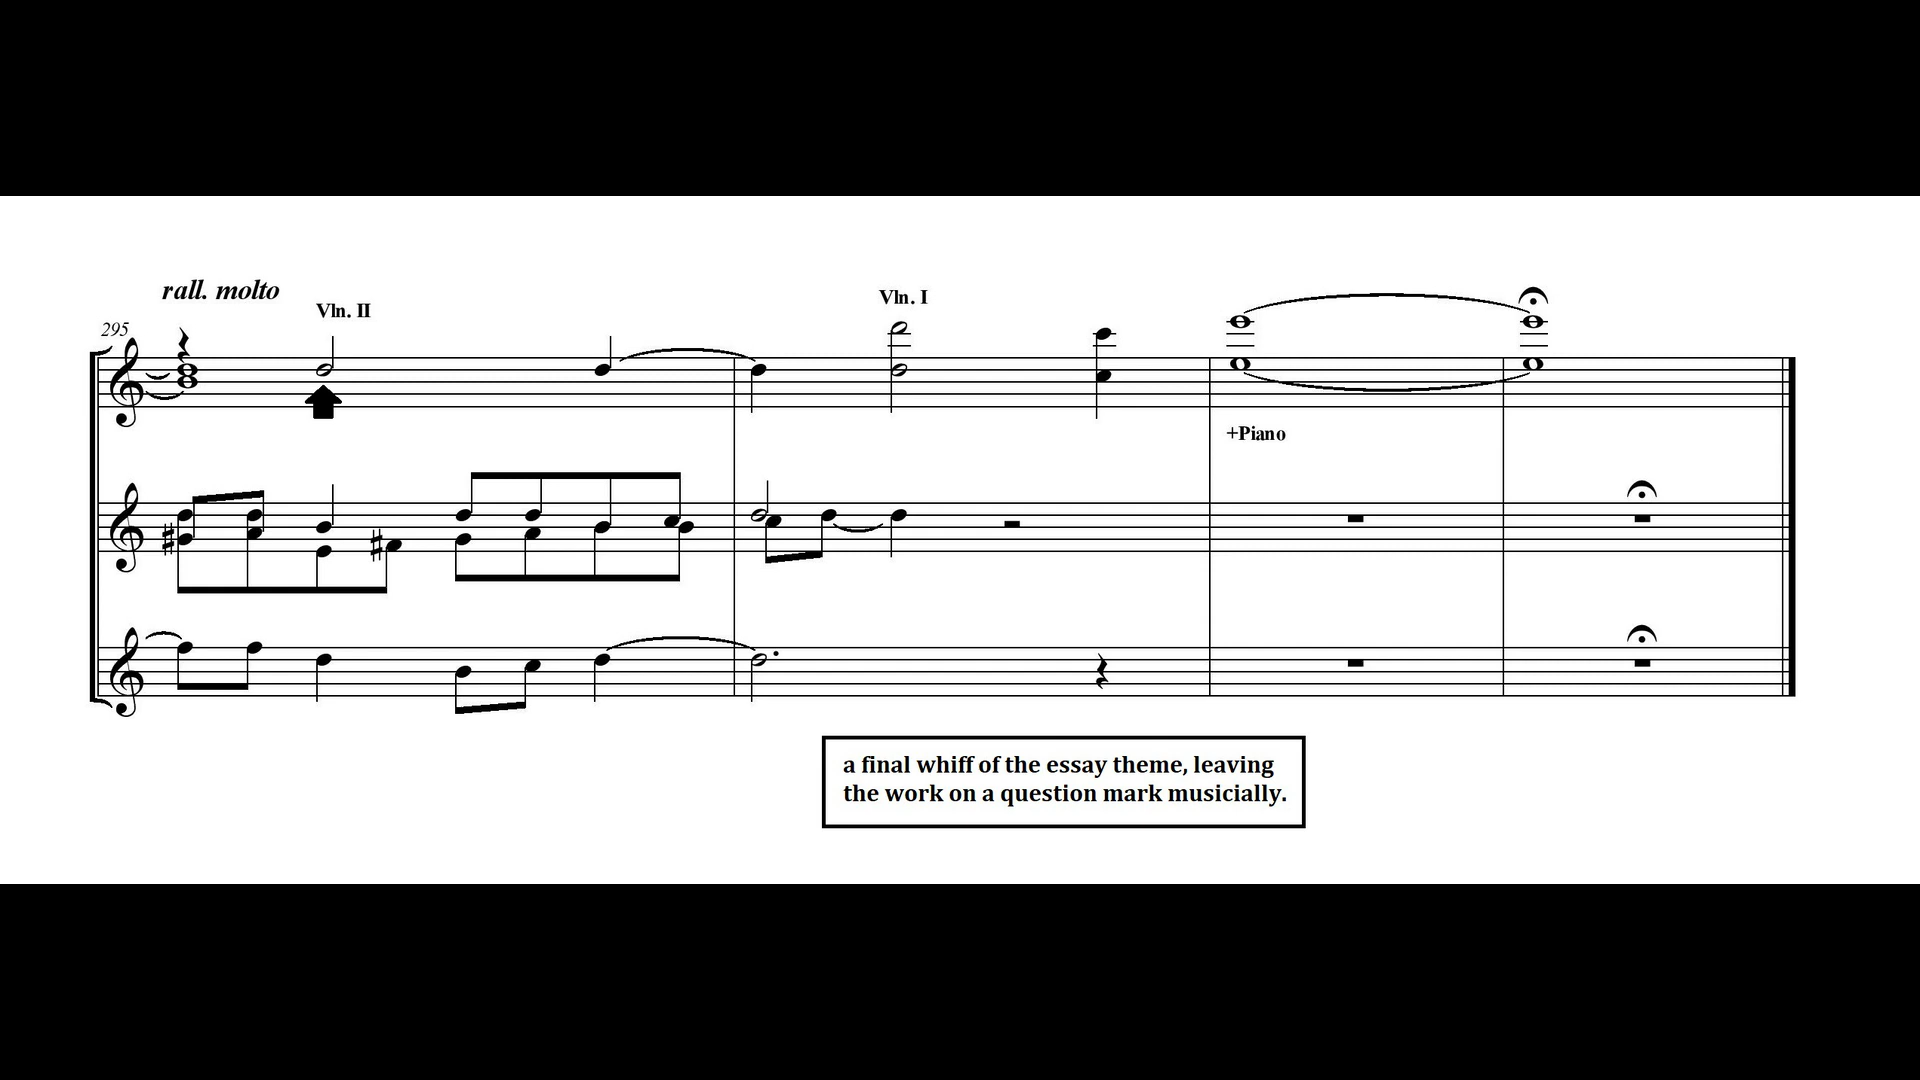 rall. molto
Vln. II
Vln. I
295
+Piano
a final whiff of the essay theme, leaving
the work on a question mark musicially.